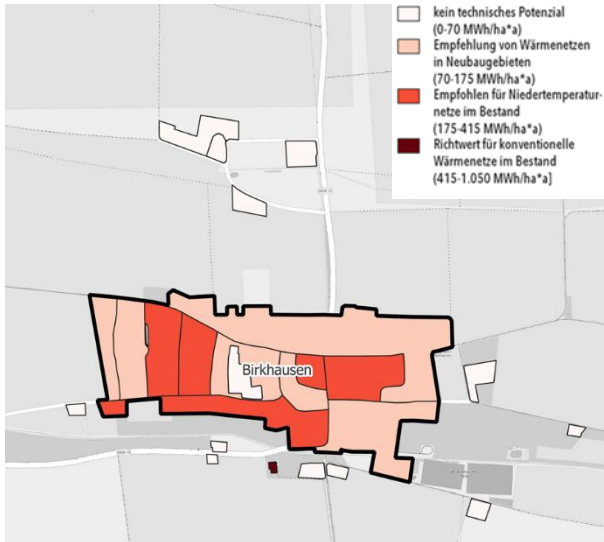 kein technisches Potenzial
(0-70 MWh/ha*a)
Empfehlung von Wärmenetzen
in Neubaugebieten
(70-175 MWh/ha*a)
Empfohlen für Niedertemperatur-
netze im Bestand
(175-415 MWh/ha*a)
Richtwert für konventionelle
Wärmenetze im Bestand
(415-1.050 MWh/ha*a]
Birkhausen